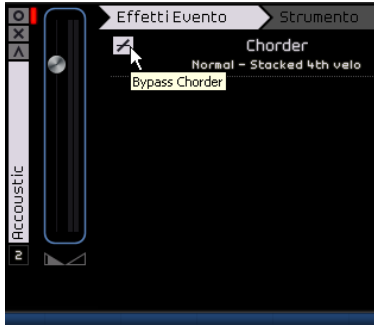 Effetti Evento
Strumento
Chorder
Normal - Stacked 4th velo
Bypass Chorder
Accoustic
2